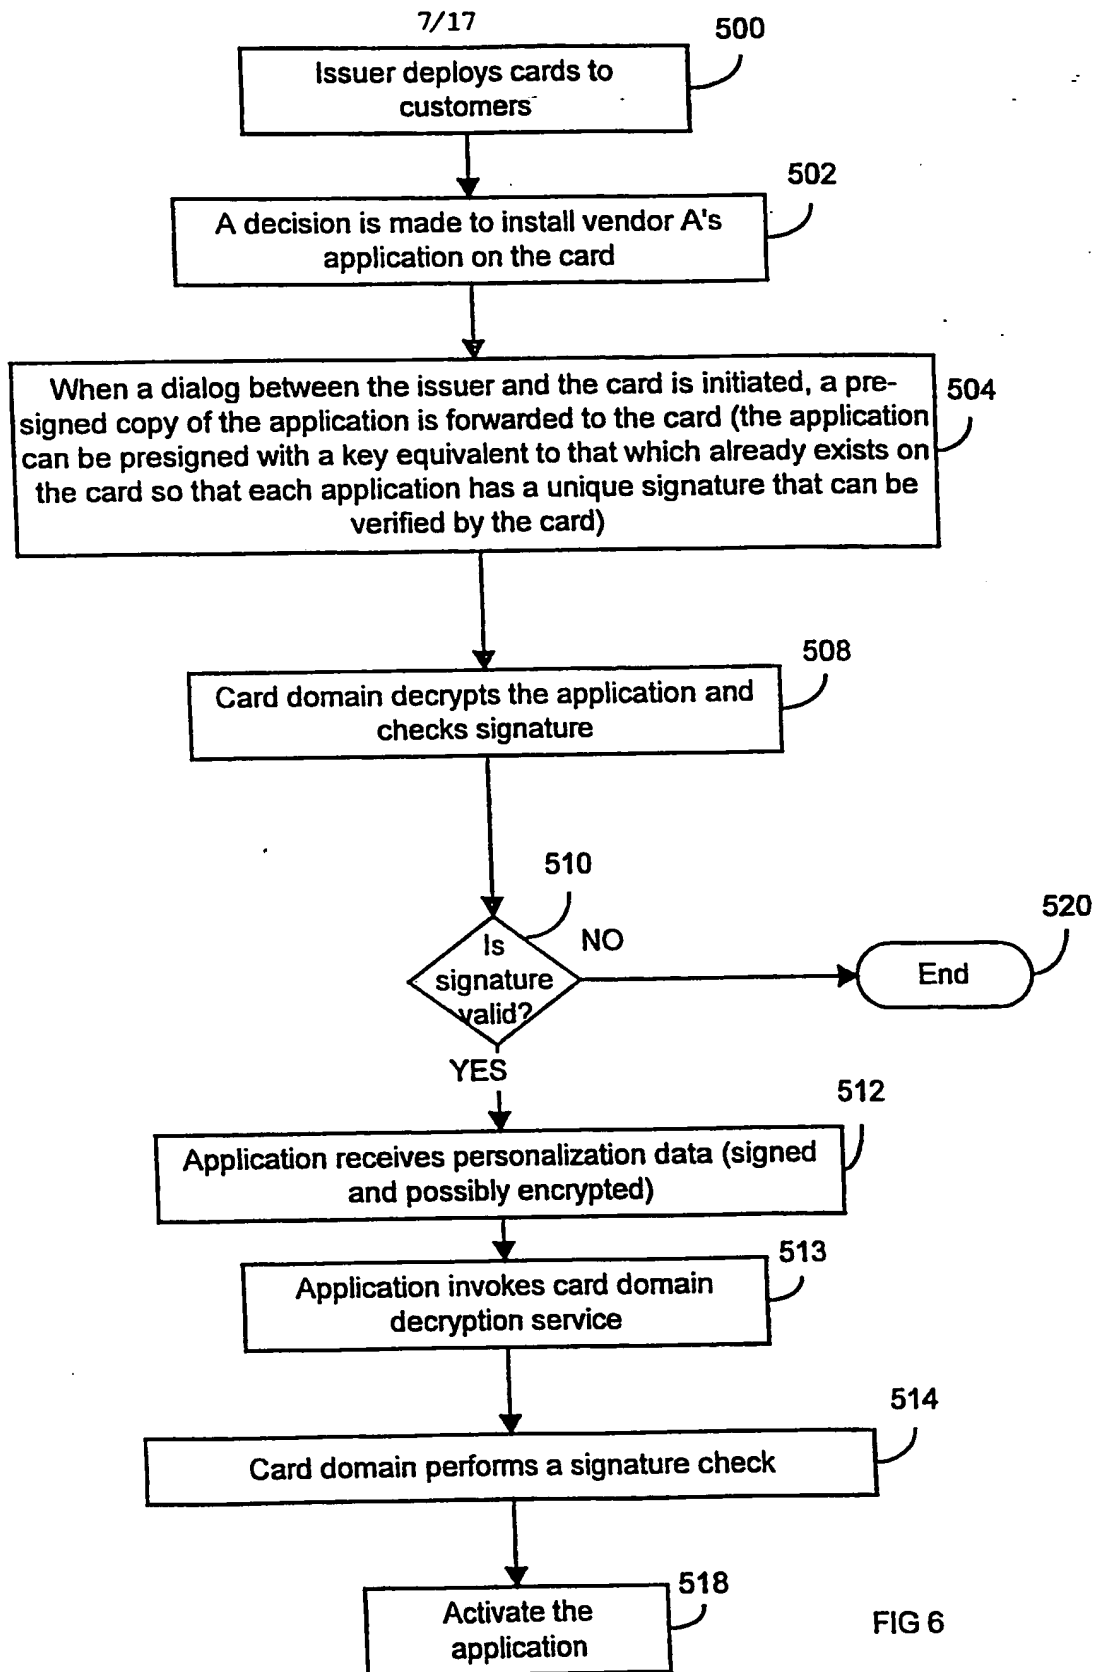 7/17
500
Issuer deploys cards to
customers
502
A decision is made to install vendor A's
application on the card
504
When a dialog between the issuer and the card is initiated, a pre-
signed copy of the application is forwarded to the card (the application
can be presigned with a key equivalent to that which already exists on
the card so that each application has a unique signature that can be
verified by the card)
508
Card domain decrypts the application and
checks signature
510
Is
signature
valid?
NO
520
End
YES
512
Application receives personalization data (signed
and possibly encrypted)
513
Application invokes card domain
decryption service
514
Card domain performs a signature check
518
Activate the
application
FIG 6